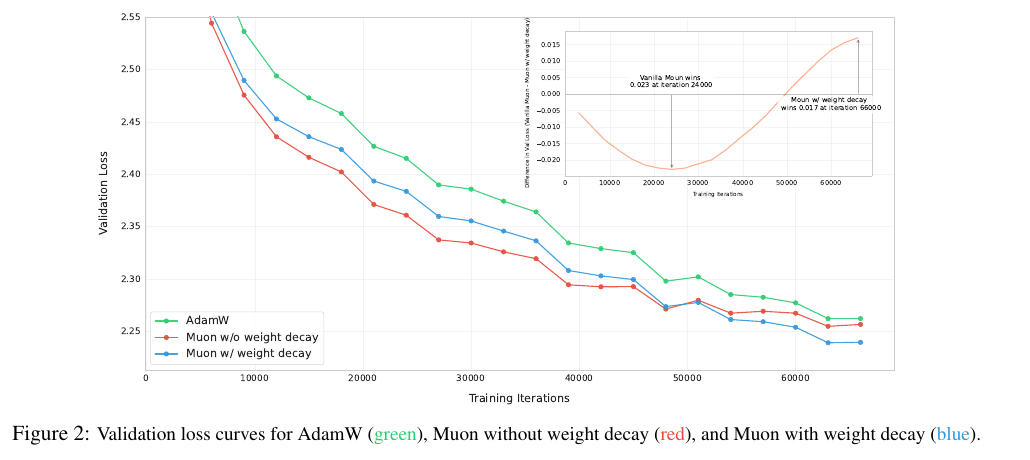 2.55
2.50
2.45
2.40
2.35
2.30
2.25
Validation Loss
0
10000
20000
30000
40000
50000
60000
Training Iterations
AdamW
Muon w/o weight decay
Muon w/ weight decay
Difference in Val Loss (Vanilla Muon - Muon w/ weight decay)
0.015
0.010
0.005
0.000
−0.005
−0.010
−0.015
−0.020
Vanilla Moun wins
0.023 at iteration 24000
Moun w/ weight decay
wins 0.017 at iteration 66000
0
10000
20000
30000
40000
50000
60000
Training Iterations
Figure 2: Validation loss curves for AdamW (green), Muon without weight decay (red), and Muon with weight decay (blue).